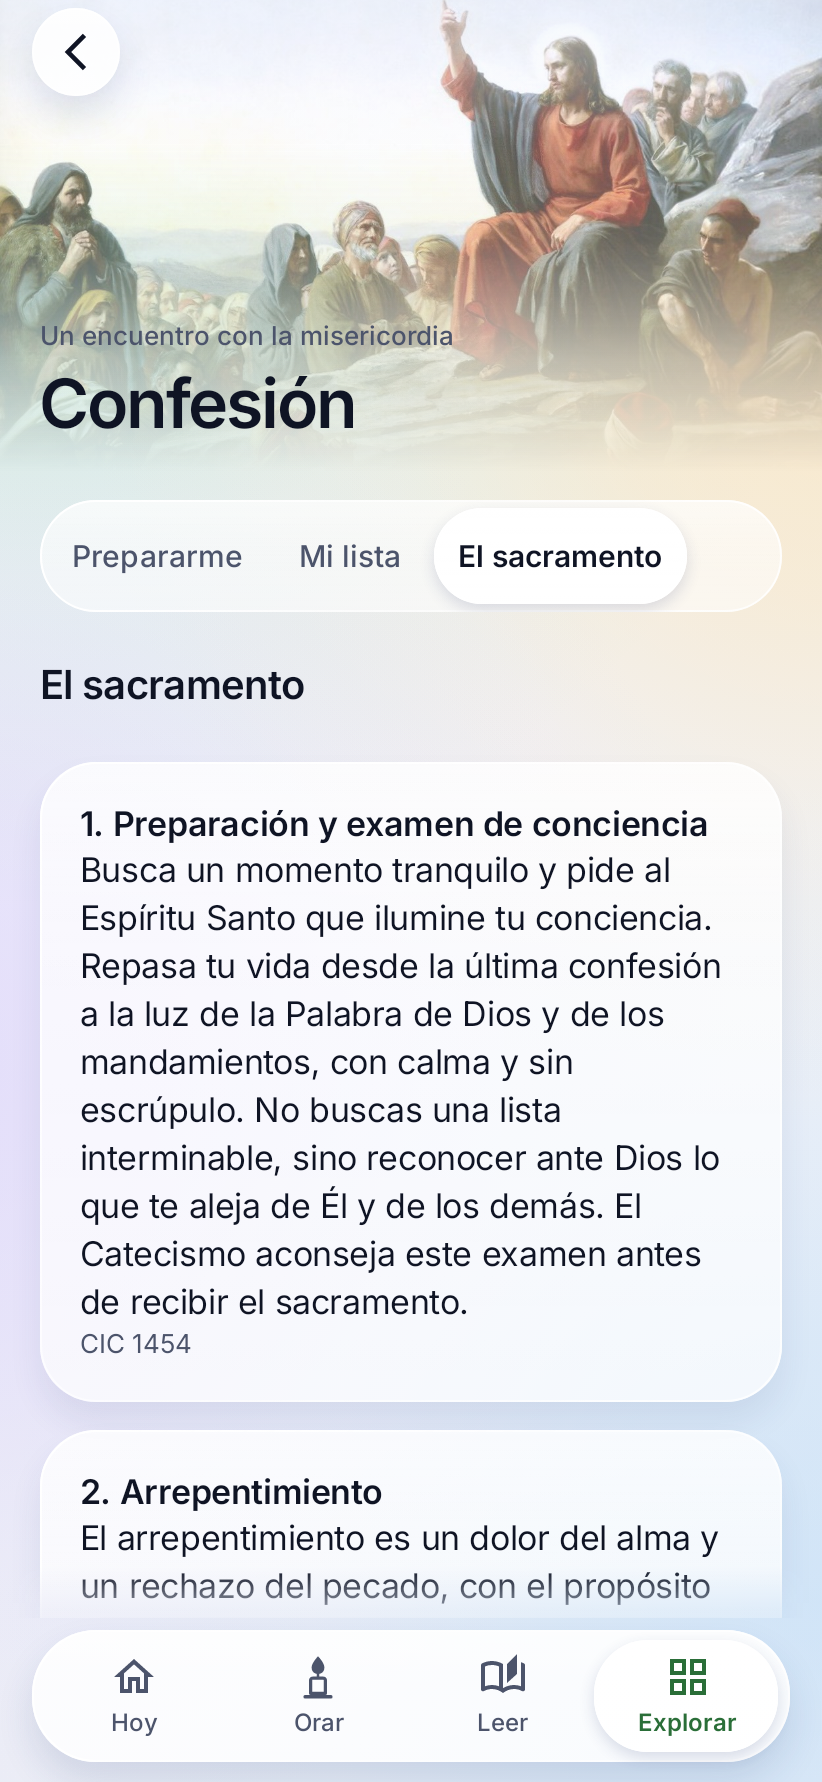 Un encuentro con la misericordia
Confesión
Prepararme
Mi lista
El sacramento
El sacramento
1. Preparación y examen de conciencia
Busca un momento tranquilo y pide al
Espíritu Santo que ilumine tu conciencia.
Repasa tu vida desde la última confesión
a la luz de la Palabra de Dios y de los
mandamientos, con calma y sin
escrúpulo. No buscas una lista
interminable, sino reconocer ante Dios lo
que te aleja de Él y de los demás. El
Catecismo aconseja este examen antes
de recibir el sacramento.
CIC 1454
2. Arrepentimiento
El arrepentimiento es un dolor del alma y
un rechazo del pecado, con el propósito
Hoy
Orar
Leer
Explorar